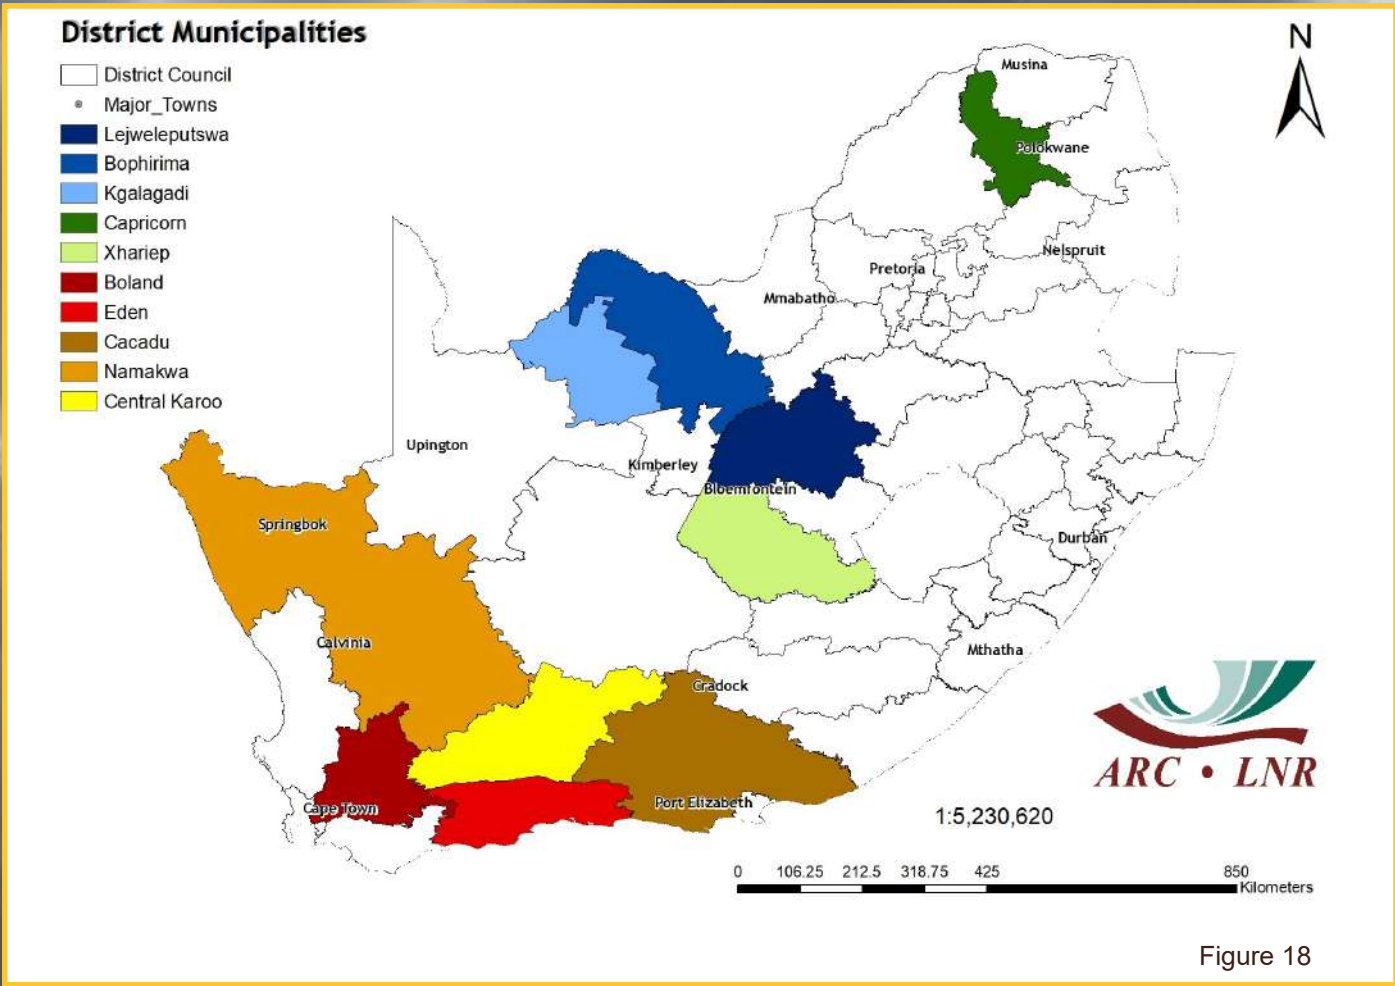 District Municipalities
District Council
Major_Towns
Lejweleputswa
Bophirima
Kgalagadi
Capricorn
Xhariep
Boland
Eden
Cacadu
Namakwa
Central Karoo
N
Musina
Polokwane
Nelspruit
Pretoria
Mmabatho
Upington
Kimberley
Bloemfontein
Springbok
Durban
Calvinia
Mthatha
Cradock
Cape Town
Port Elizabeth
ARC • LNR
1:5,230,620
0 106.25 212.5 318.75 425 850
Kilometers
Figure 18